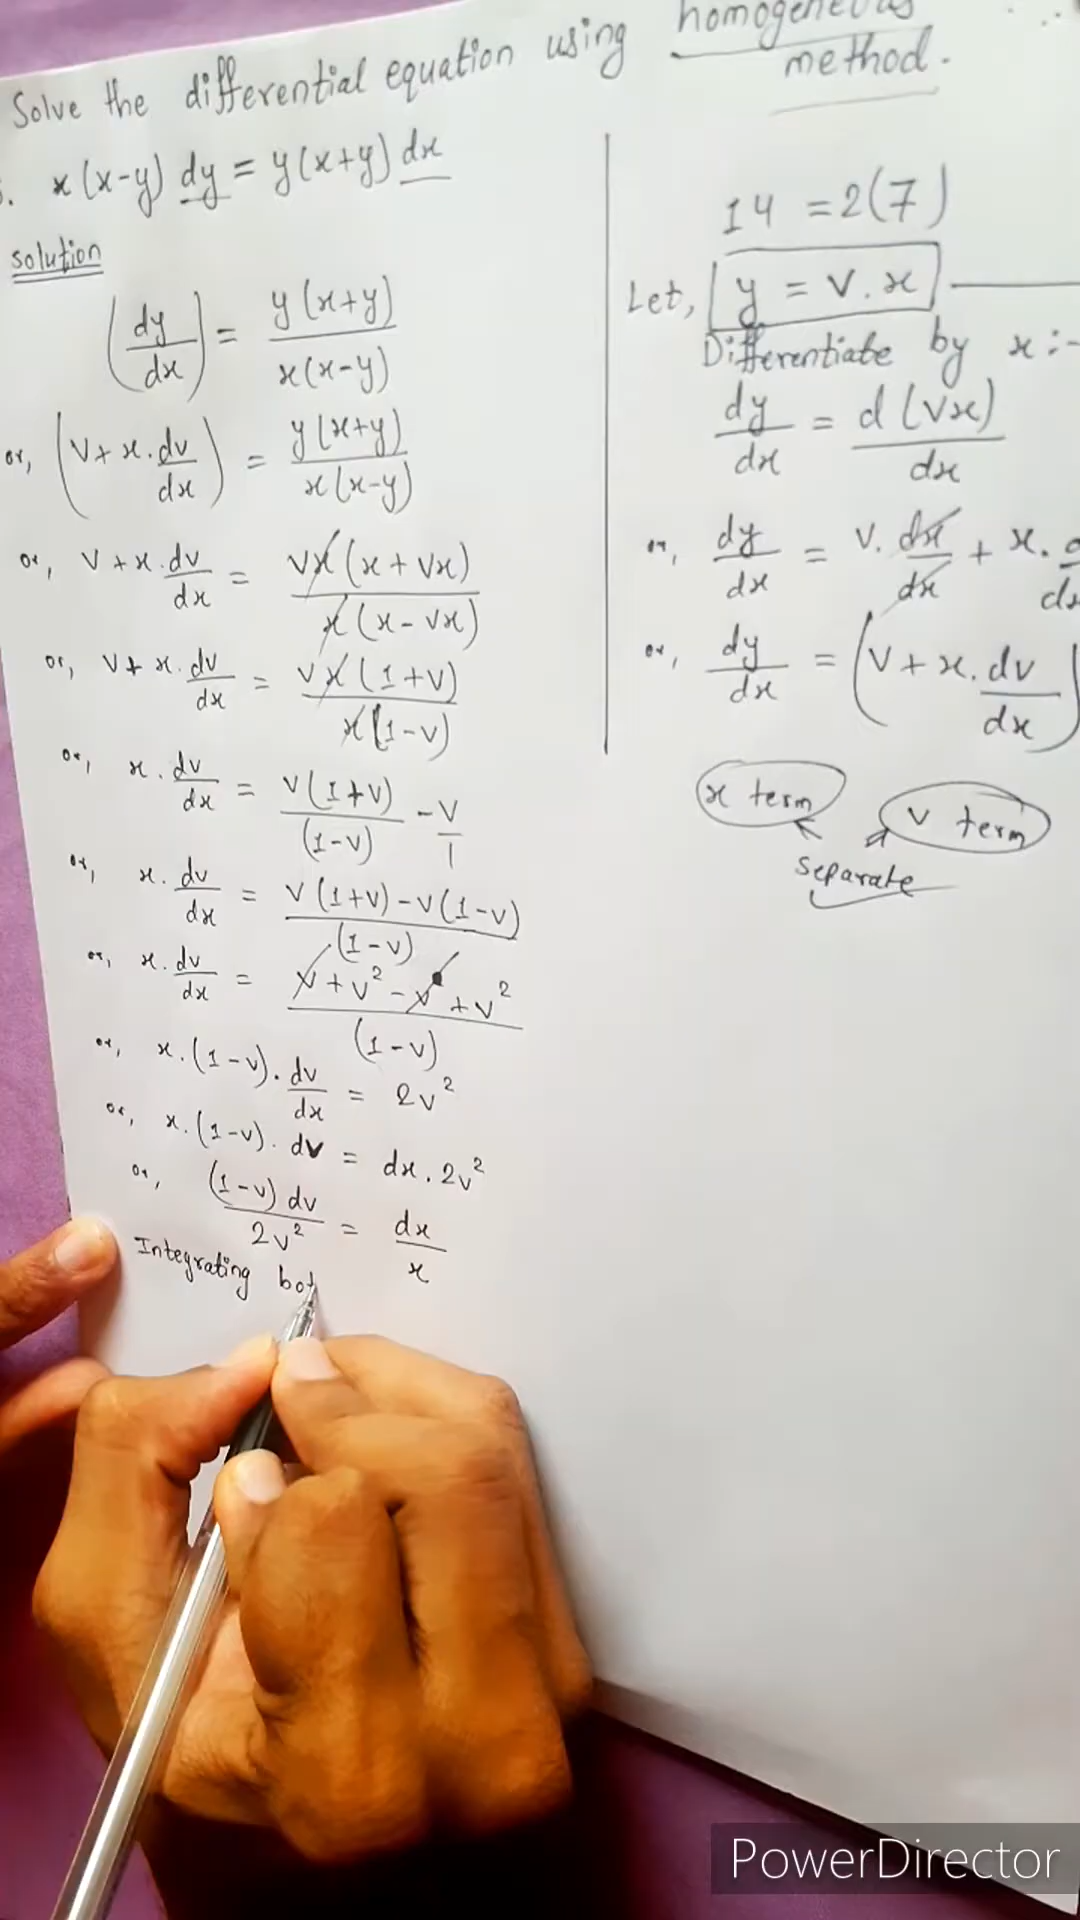 Solve the differential equation using homogeneous
method.
x(x-y) dy = y(x+y) dx
solution
(dy/dx) = y(x+y)/x(x-y)
or, (v+x.dv/dx) = y(x+y)/x(x-y)
or, v+x.dv/dx = vx(x+vx)/x(x-vx)
or, v+x.dv/dx = vx(1+v)/x(1-v)
or, x.dv/dx = v(1+v)/(1-v) - v/1
or, x.dv/dx = v(1+v)-v(1-v)/(1-v)
or, x.dv/dx = v+v²-v+v²/(1-v)
or, x.(1-v).dv/dx = 2v²
or, x.(1-v).dv = dx.2v²
or, (1-v)dv/2v² = dx/x
Integrating bot
14 = 2(7)
Let, y = v.x
Differentiate by x:-
dy/dx = d(vx)/dx
or, dy/dx = v.dx/dx + x.d/dx
or, dy/dx = (v+x.dv/dx)
x term
v term
separate
PowerDirector